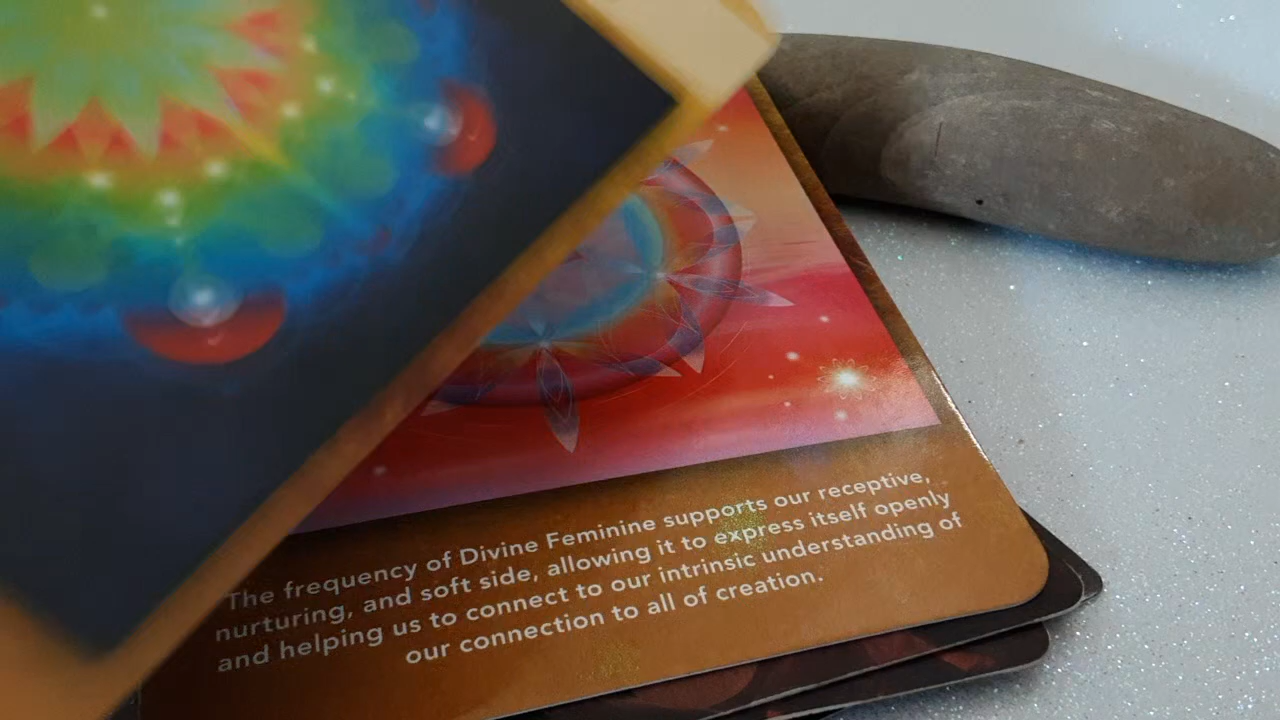 The frequency of Divine Feminine supports our receptive,
nurturing, and soft side, allowing it to express itself openly
and helping us to connect to our intrinsic understanding of
our connection to all of creation.